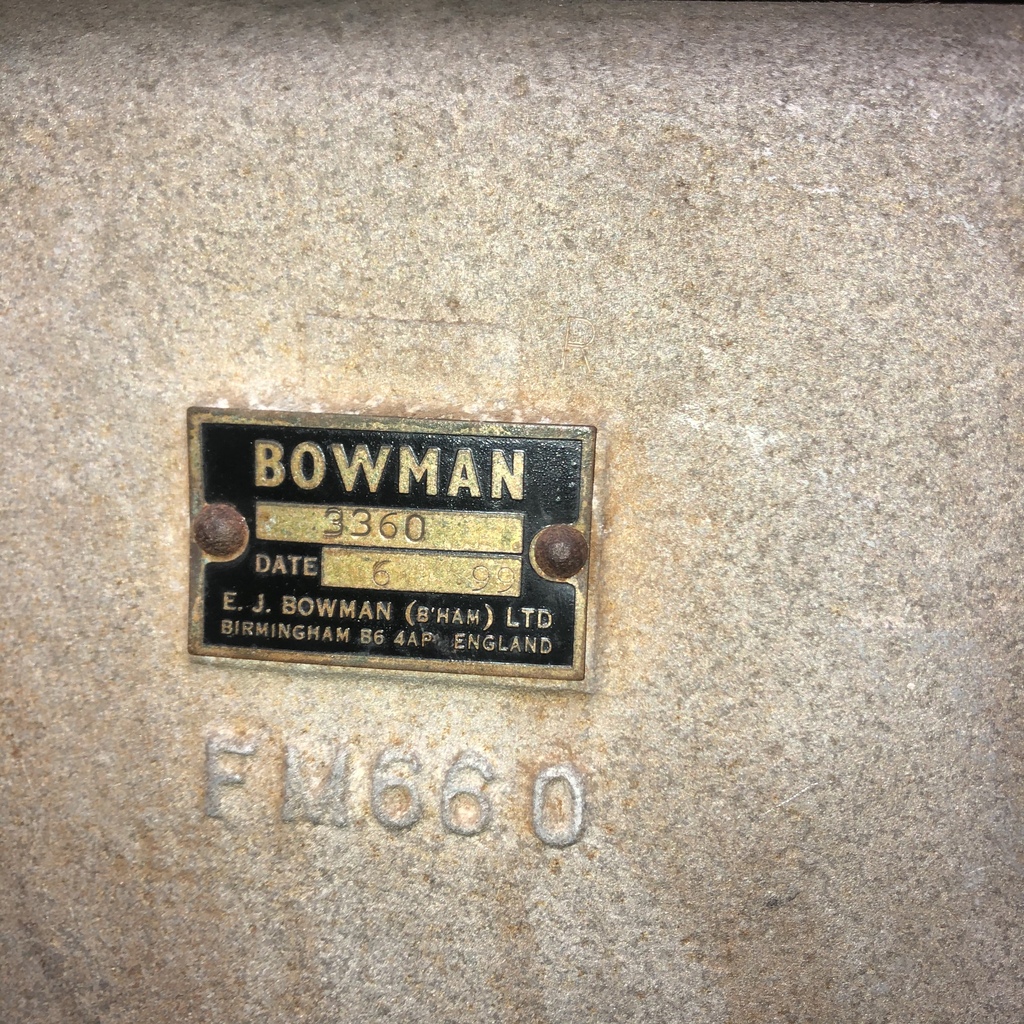 R
BOWMAN
3360
DATE 6 99
E. J. BOWMAN (B'HAM) LTD
BIRMINGHAM B6 4AP ENGLAND
FM660